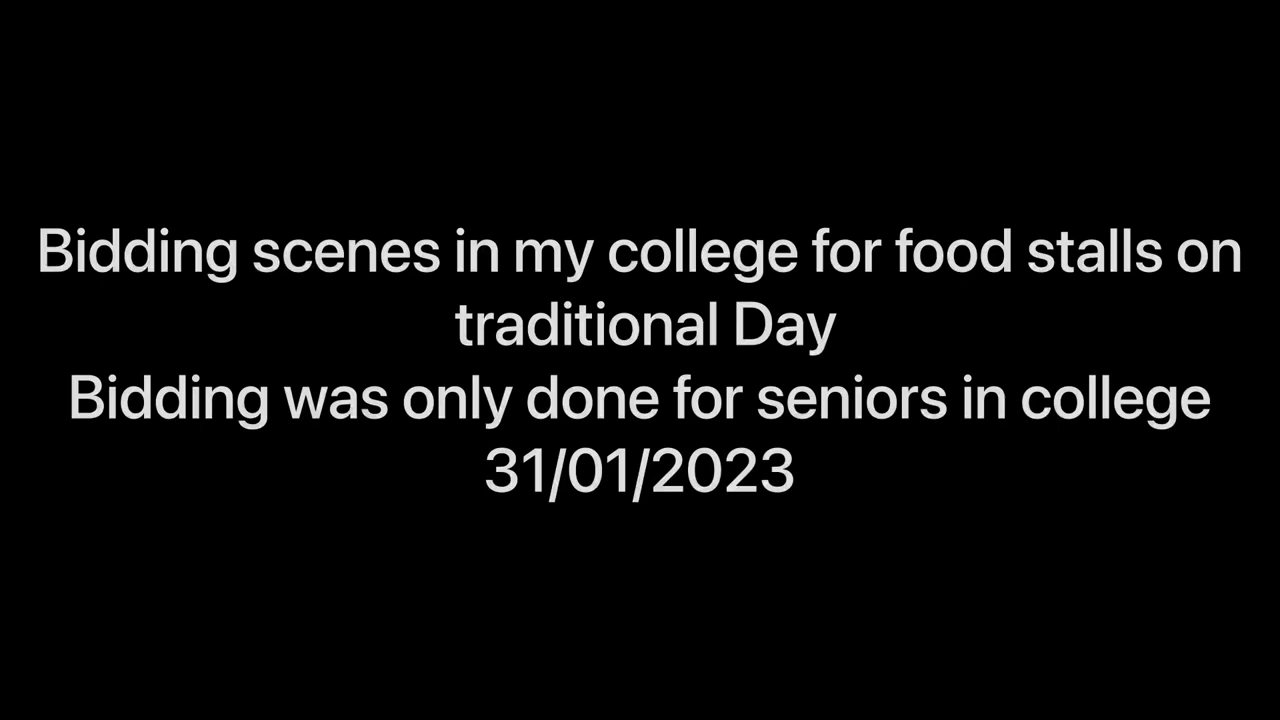 Bidding scenes in my college for food stalls on
traditional Day
Bidding was only done for seniors in college
31/01/2023